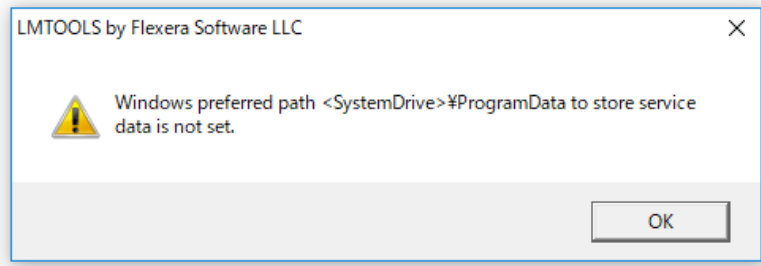 LMTOOLS by Flexera Software LLC
Windows preferred path <SystemDrive>¥ProgramData to store service
data is not set.
OK